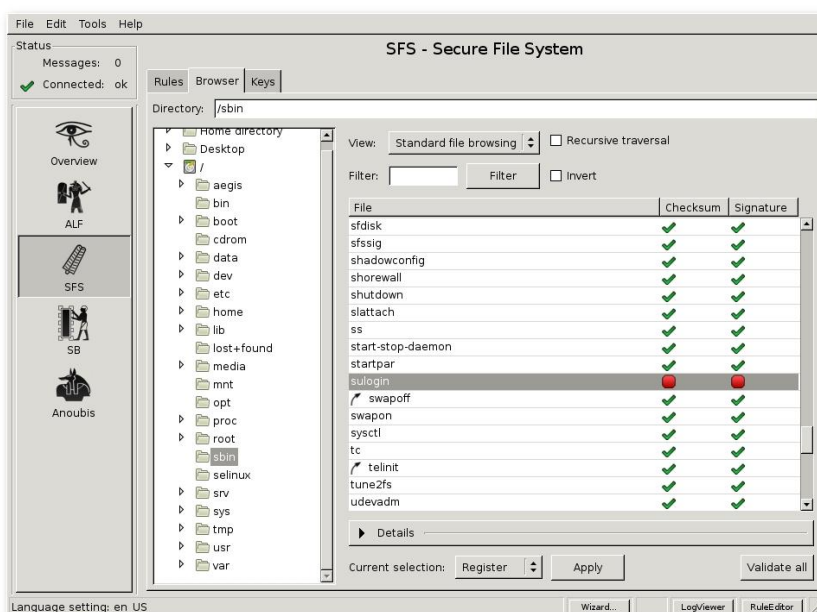 File Edit Tools Help
Status
Messages: 0
Connected: ok
SFS - Secure File System
Rules Browser Keys
Directory: /sbin
Overview
ALF
SFS
SB
Anoubis
Home directory
Desktop
/
aegis
bin
boot
cdrom
data
dev
etc
home
lib
lost+found
media
mnt
opt
proc
root
sbin
selinux
srv
sys
tmp
usr
var
View: Standard file browsing Recursive traversal
Filter: Filter Invert
File Checksum Signature
sfdisk
sfssig
shadowconfig
shorewall
shutdown
slattach
ss
start-stop-daemon
startpar
sulogin
swapoff
swapon
sysctl
tc
telinit
tune2fs
udevadm
Details
Current selection: Register Apply Validate all
Language setting: en US
Wizard... LogViewer RuleEditor